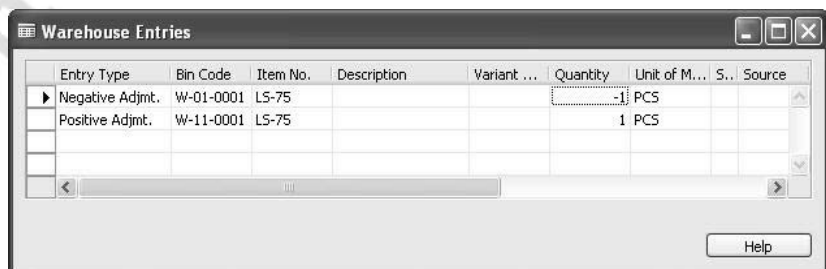 Warehouse Entries
Entry Type Bin Code Item No. Description Variant ... Quantity Unit of M... S.. Source
Negative Adjmt. W-01-0001 LS-75 -1 PCS
Positive Adjmt. W-11-0001 LS-75 1 PCS
Help